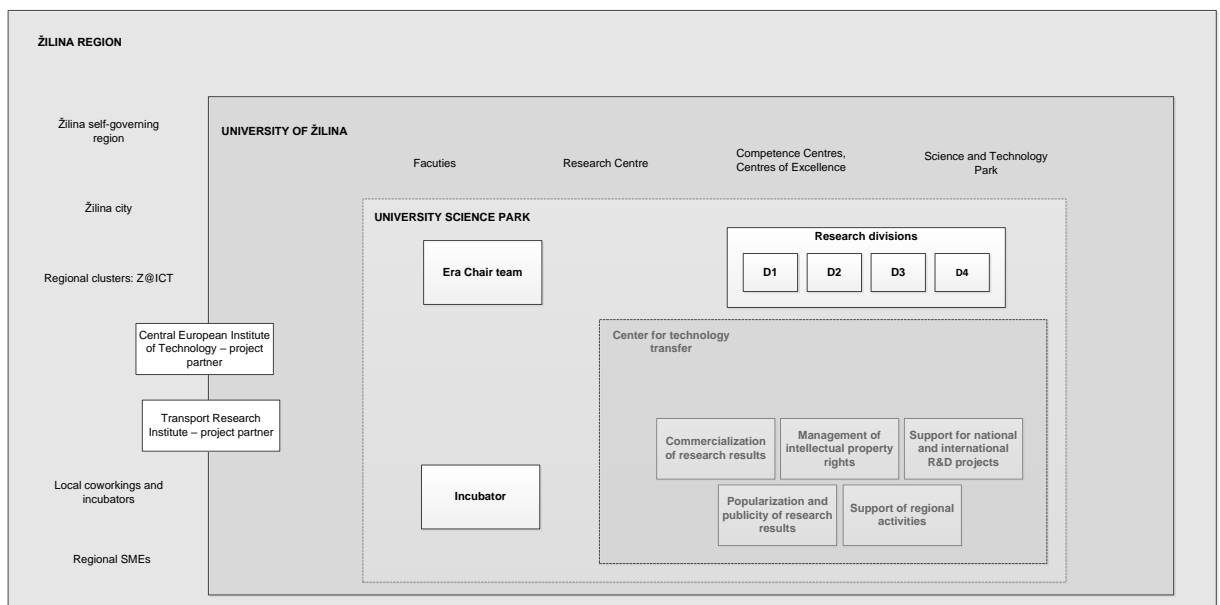 ŽILINA REGION
Žilina self-governing
region
Žilina city
Regional clusters: Z@ICT
Central European Institute
of Technology – project
partner
Transport Research
Institute – project partner
Local coworkings and
incubators
Regional SMEs
UNIVERSITY OF ŽILINA
Facuties
Research Centre
Competence Centres,
Centres of Excellence
Science and Technology
Park
UNIVERSITY SCIENCE PARK
Era Chair team
Research divisions
D1
D2
D3
D4
Center for technology
transfer
Commercialization
of research results
Management of
intellectual property
rights
Support for national
and international
R&D projects
Popularization and
publicity of research
results
Support of regional
activities
Incubator